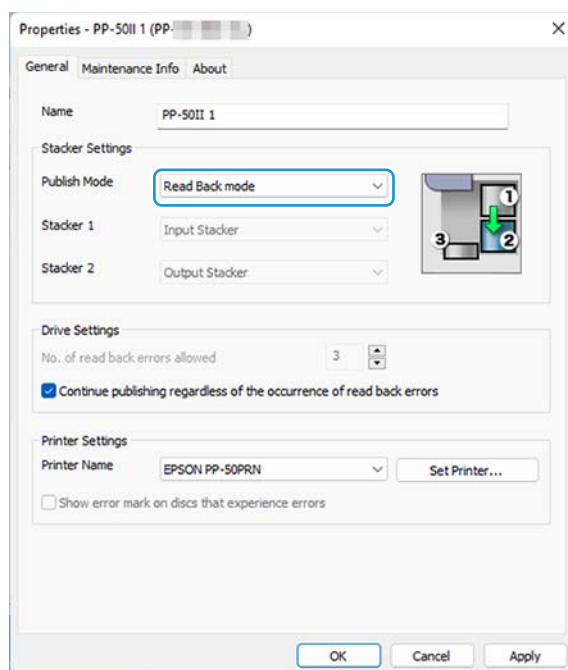 Properties - PP-50II 1 (PP- )
General Maintenance Info About
Name PP-50II 1
Stacker Settings
Publish Mode Read Back mode
1
Stacker 1 Input Stacker
3 2
Stacker 2 Output Stacker
Drive Settings
No. of read back errors allowed 3
Continue publishing regardless of the occurrence of read back errors
Printer Settings
Printer Name EPSON PP-50PRN Set Printer...
Show error mark on discs that experience errors
OK Cancel Apply